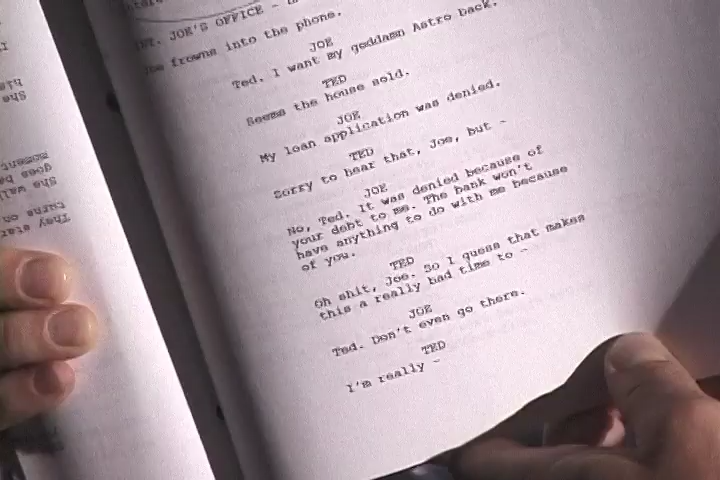 INT. JOE'S OFFICE -
Joe frowns into the phone.
JOE
Ted. I want my goddamn Astro back.
TED
Seems the house sold.
JOE
My loan application was denied.
TED
Sorry to hear that, Joe, but -
JOE
No, Ted. It was denied because of
your debt to me. The bank won't
have anything to do with me because
of you.
TED
Oh shit, Joe. So I guess that makes
this a really bad time to -
JOE
Ted. Don't even go there.
TED
I'm really -